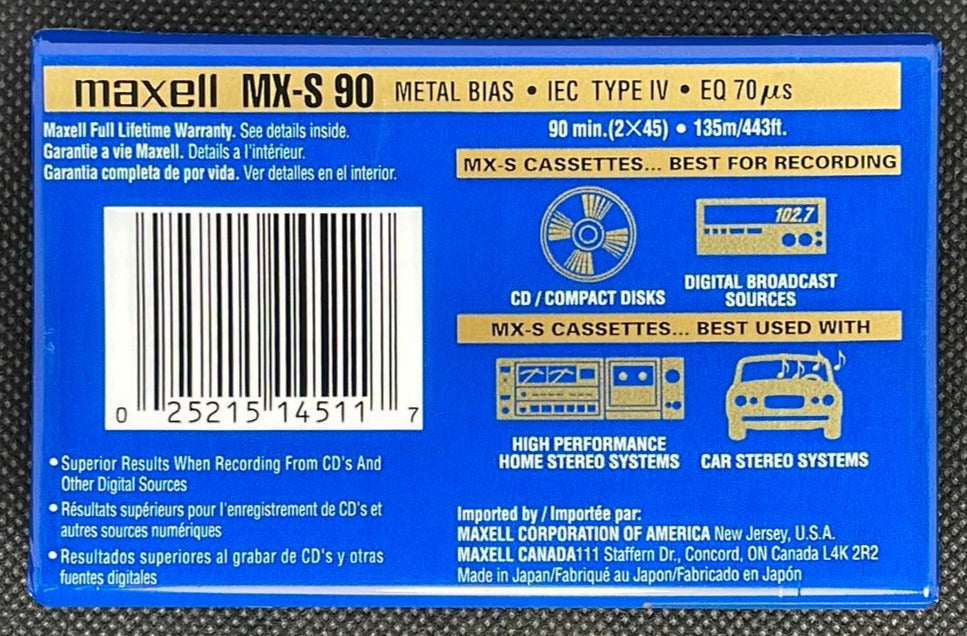 maxell MX-S 90 METAL BIAS • IEC TYPE IV • EQ 70 µs
Maxell Full Lifetime Warranty. See details inside.
Garantie a vie Maxell. Details a l'intérieur.
Garantia completa de por vida. Ver detalles en el interior.
90 min.(2×45) • 135m/443ft.
MX-S CASSETTES... BEST FOR RECORDING
102.7
CD / COMPACT DISKS
DIGITAL BROADCAST
SOURCES
MX-S CASSETTES... BEST USED WITH
HIGH PERFORMANCE
HOME STEREO SYSTEMS
CAR STEREO SYSTEMS
0 25215 14511 7
• Superior Results When Recording From CD's And
Other Digital Sources
• Résultats supérieurs pour l'enregistrement de CD's et
autres sources numériques
• Resultados superiores al grabar de CD's y otras
fuentes digitales
Imported by / Importée par:
MAXELL CORPORATION OF AMERICA New Jersey, U.S.A.
MAXELL CANADA111 Staffern Dr., Concord, ON Canada L4K 2R2
Made in Japan/Fabriqué au Japon/Fabricado en Japón